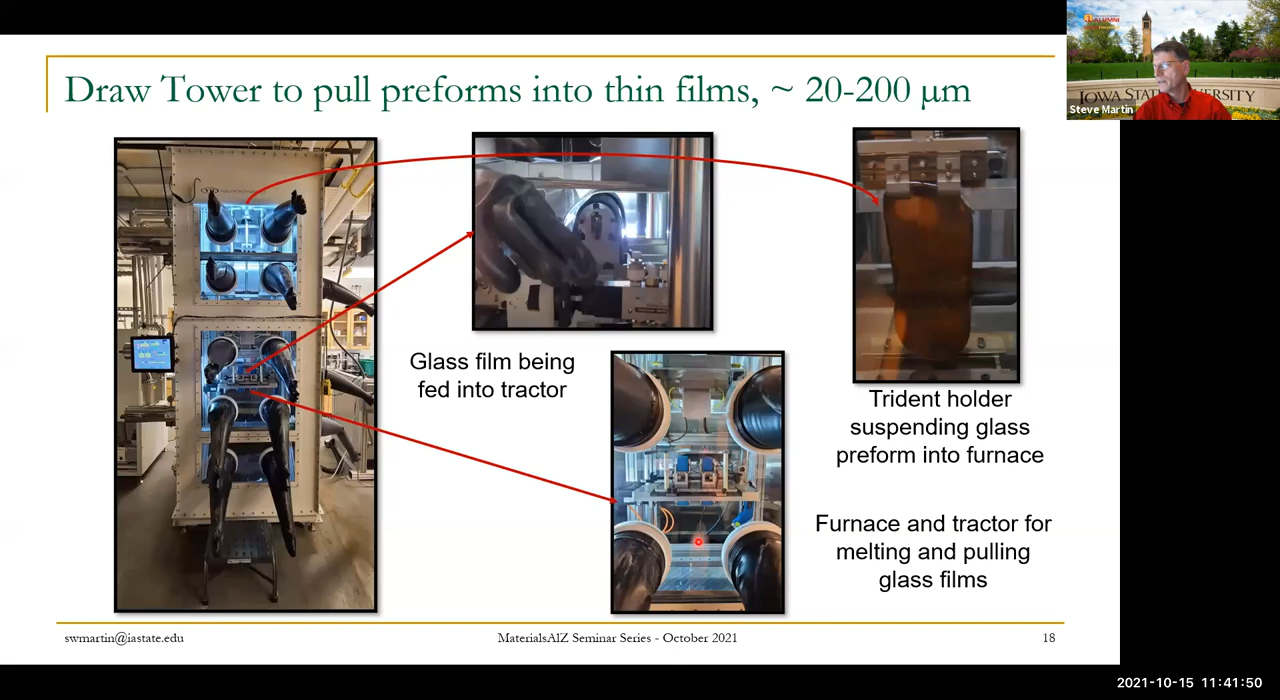 Draw Tower to pull preforms into thin films, ~ 20-200 µm
ALUMNI
IOWA STATE UNIVERSITY
Steve Martin
Glass film being
fed into tractor
Trident holder
suspending glass
preform into furnace
Furnace and tractor for
melting and pulling
glass films
swmartin@iastate.edu
MaterialsAlZ Seminar Series - October 2021
18
2021-10-15 11:41:50